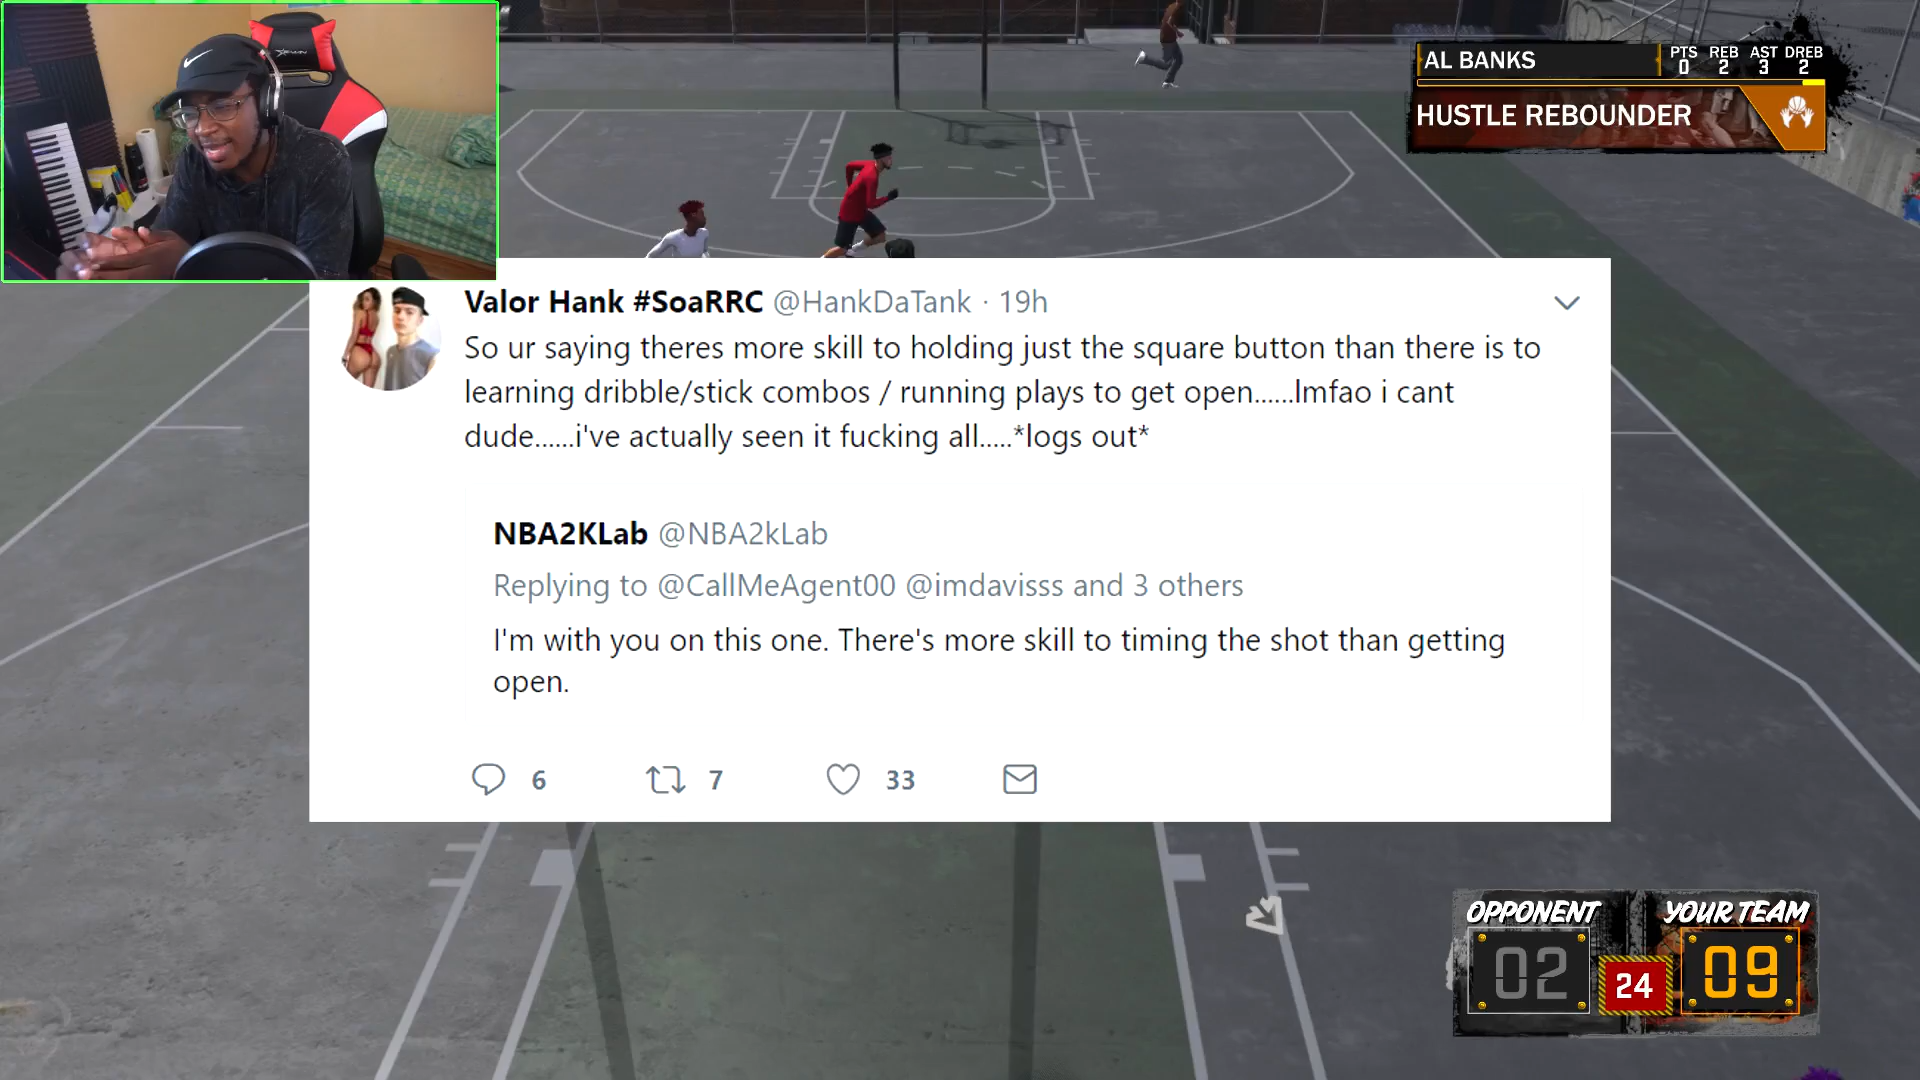 AL BANKS
PTS REB AST DREB
0 2 3 2
HUSTLE REBOUNDER
Valor Hank #SoaRRC @HankDaTank · 19h
So ur saying theres more skill to holding just the square button than there is to
learning dribble/stick combos / running plays to get open......lmfao i cant
dude......i've actually seen it fucking all.....*logs out*
NBA2KLab @NBA2kLab
Replying to @CallMeAgent00 @imdavisss and 3 others
I'm with you on this one. There's more skill to timing the shot than getting
open.
6 7 33
OPPONENT YOUR TEAM
02 24 09